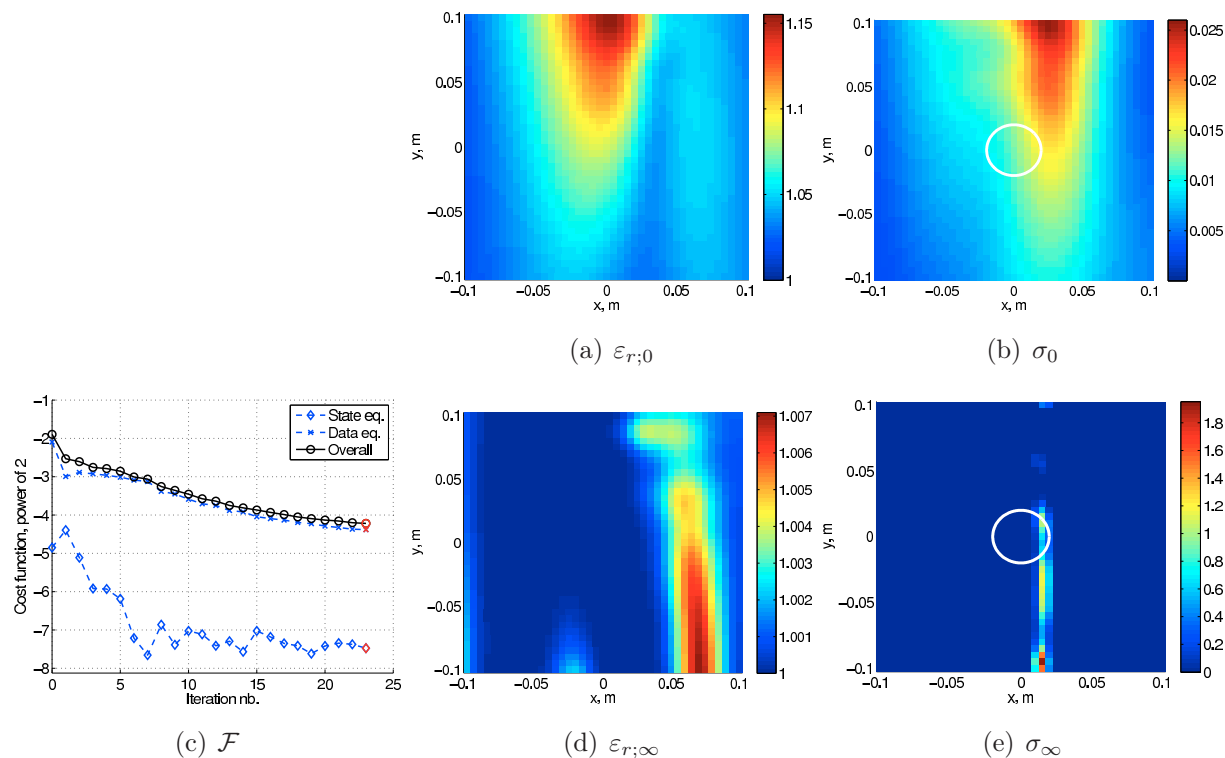 0.1
0.05
0
−0.05
−0.1
y, m
−0.1 −0.05 0 0.05 0.1
x, m
1.15
1.1
1.05
1
(a) εr;0
0.1
0.05
0
−0.05
−0.1
y, m
−0.1 −0.05 0 0.05 0.1
x, m
0.025
0.02
0.015
0.01
0.005
(b) σ0
−1
−2
−3
−4
−5
−6
−7
−8
Cost function, power of 2
0 5 10 15 20 25
Iteration nb.
State eq.
Data eq.
Overall
(c) F
0.1
0.05
0
−0.05
−0.1
y, m
−0.1 −0.05 0 0.05 0.1
x, m
1.007
1.006
1.005
1.004
1.003
1.002
1.001
1
(d) εr;∞
0.1
0.05
0
−0.05
−0.1
y, m
−0.1 −0.05 0 0.05 0.1
x, m
1.8
1.6
1.4
1.2
1
0.8
0.6
0.4
0.2
0
(e) σ∞